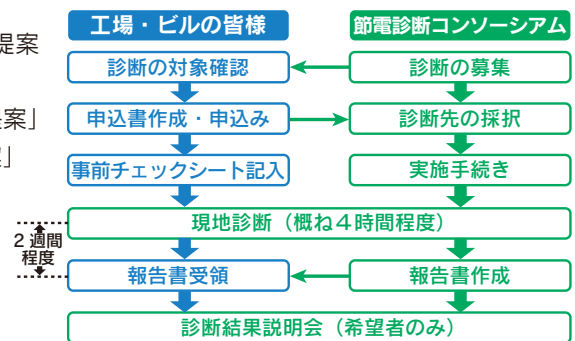 提案
案」
」
工場・ビルの皆様
節電診断コンソーシアム
診断の対象確認
診断の募集
申込書作成・申込み
診断先の採択
事前チェックシート記入
実施手続き
現地診断（概ね4時間程度）
2週間
程度
報告書受領
報告書作成
診断結果説明会（希望者のみ）